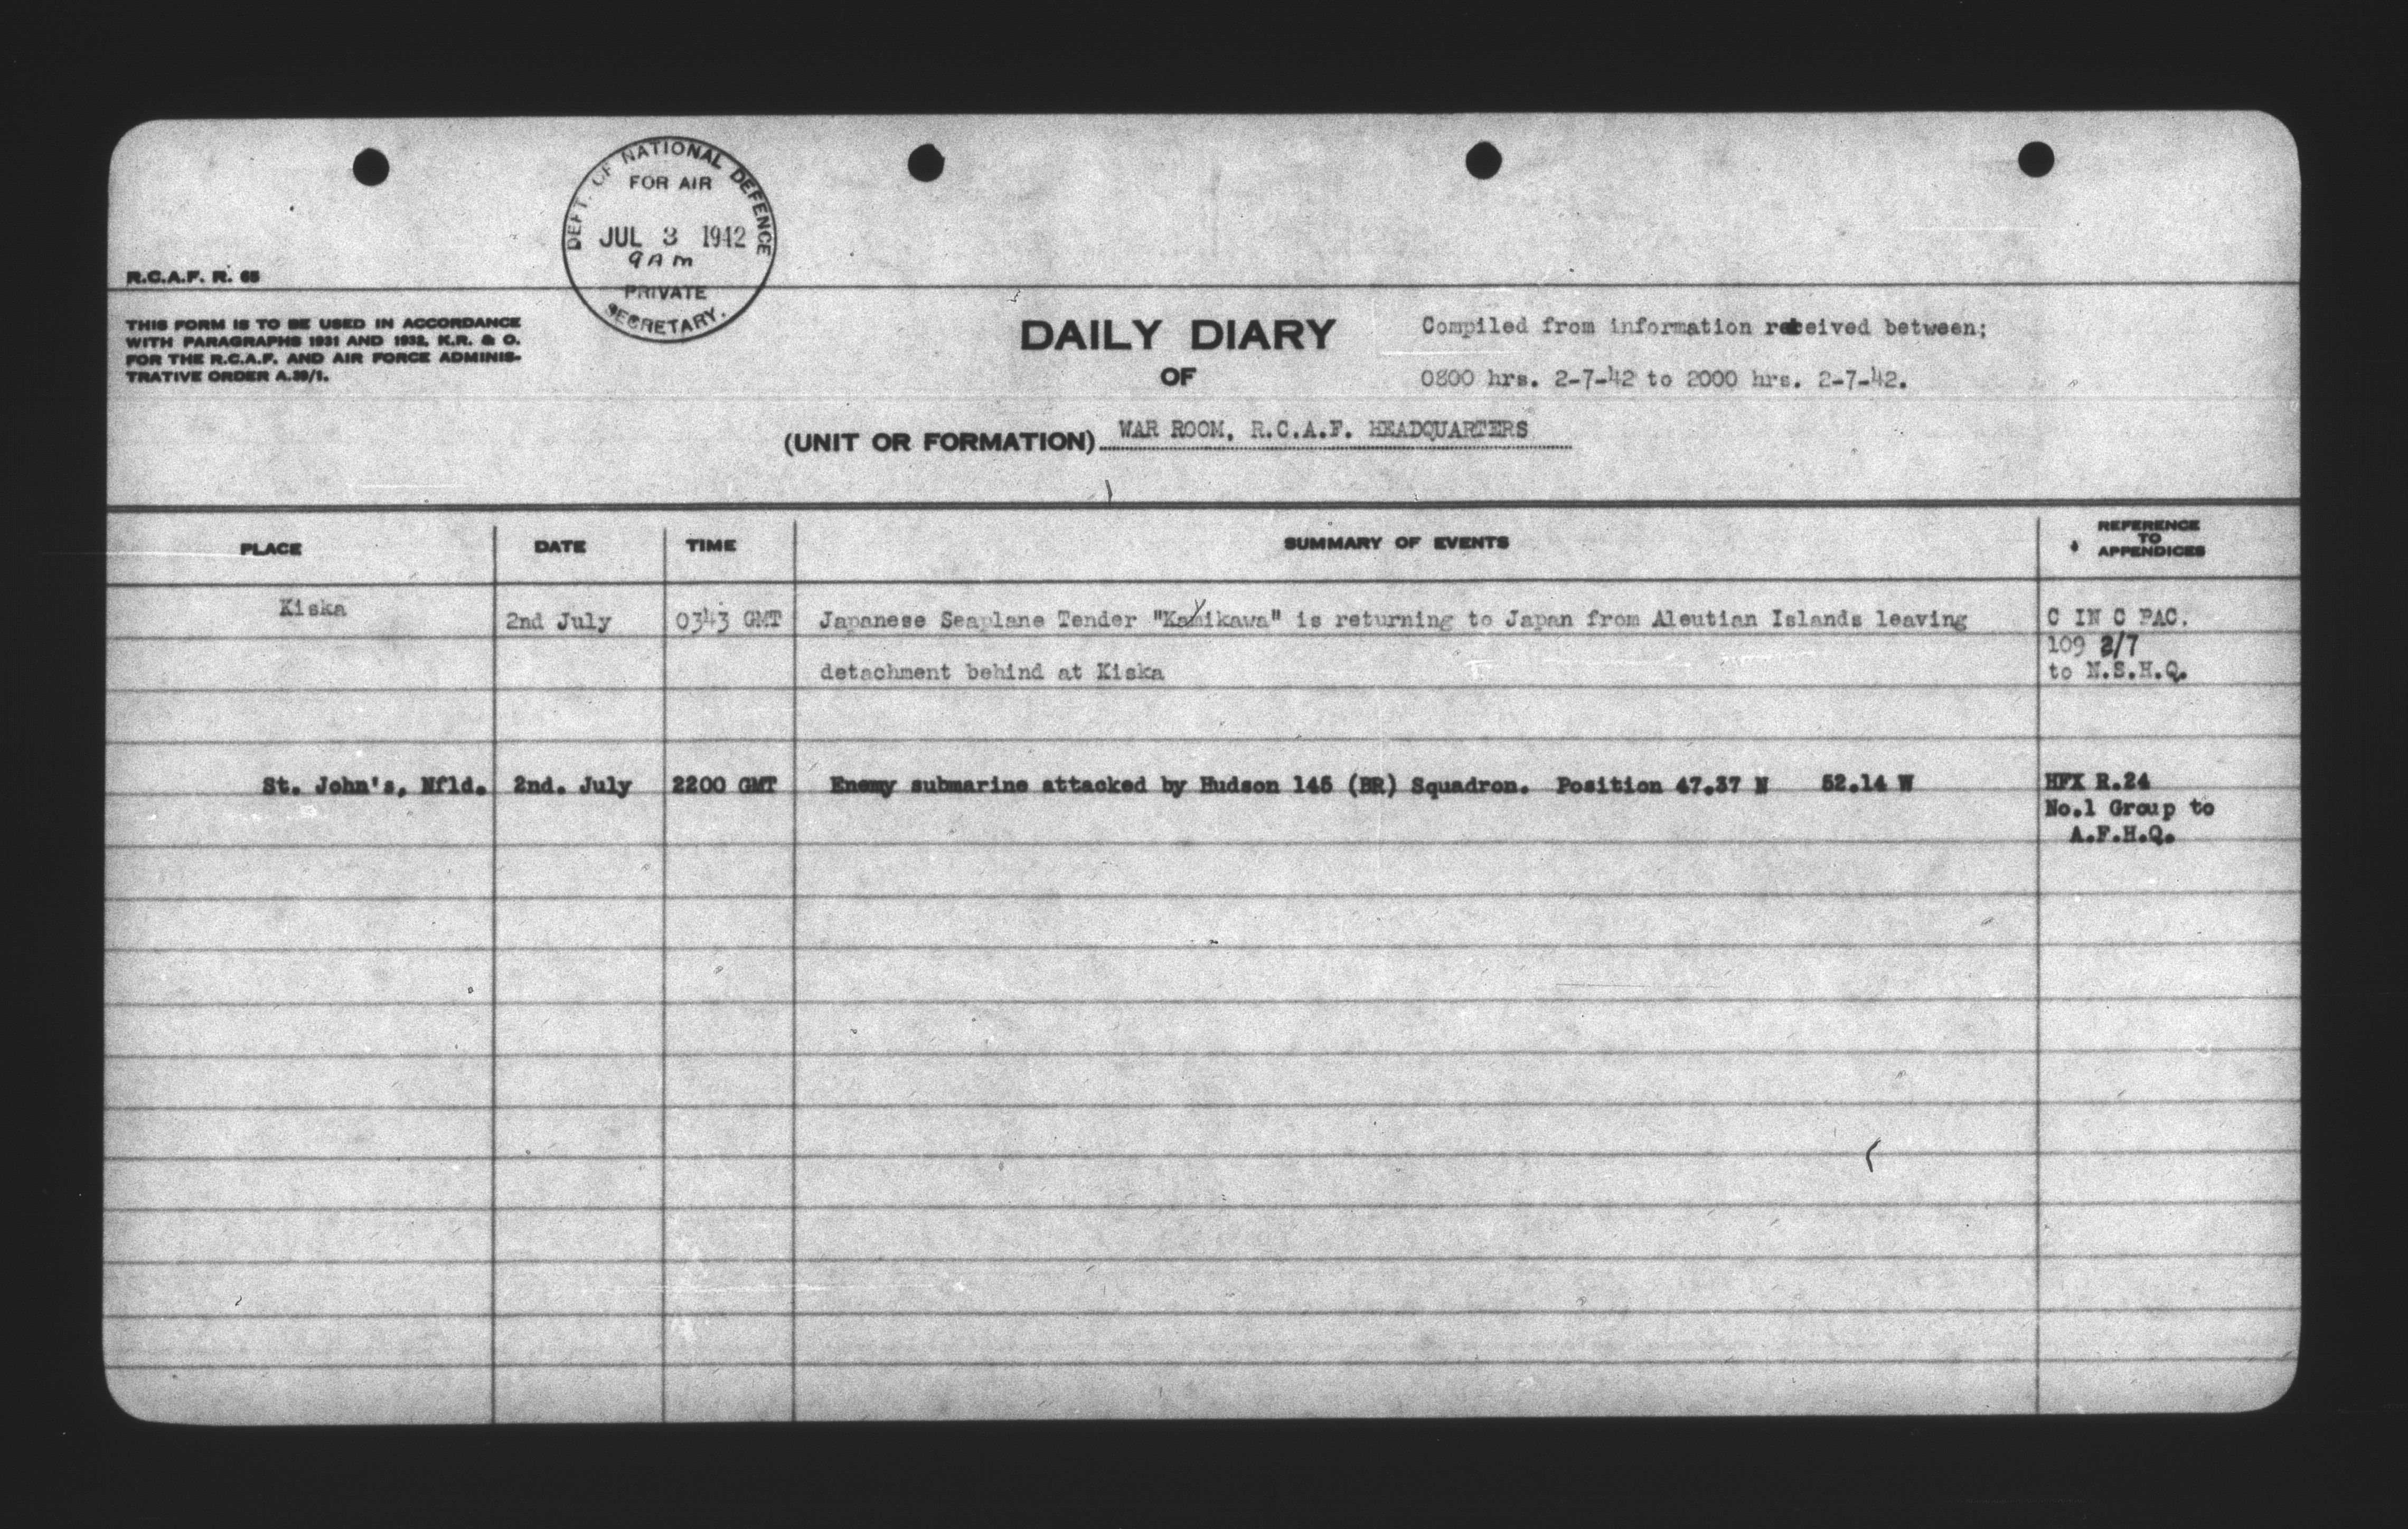 DEPT. OF NATIONAL DEFENCE
FOR AIR
JUL 3 1942
9 AM
PRIVATE
SECRETARY.
R.C.A.F. R. 65
THIS FORM IS TO BE USED IN ACCORDANCE
WITH PARAGRAPHS 1931 AND 1932, K.R. & O.
FOR THE R.C.A.F. AND AIR FORCE ADMINIS-
TRATIVE ORDER A.39/1.
DAILY DIARY
OF
Compiled from information received between;
0800 hrs. 2-7-42 to 2000 hrs. 2-7-42.
(UNIT OR FORMATION) WAR ROOM, R.C.A.F. HEADQUARTERS
PLACE DATE TIME SUMMARY OF EVENTS REFERENCE
TO
APPENDICES
Kiska 2nd July 0343 GMT Japanese Seaplane Tender "Kamikawa" is returning to Japan from Aleutian Islands leaving C IN C PAC.
109 2/7
detachment behind at Kiska to N.S.H.Q.
St. John's, Nfld. 2nd. July 2200 GMT Enemy submarine attacked by Hudson 145 (BR) Squadron. Position 47.37 N 52.14 W HFX R.24
No.1 Group to
A.F.H.Q.